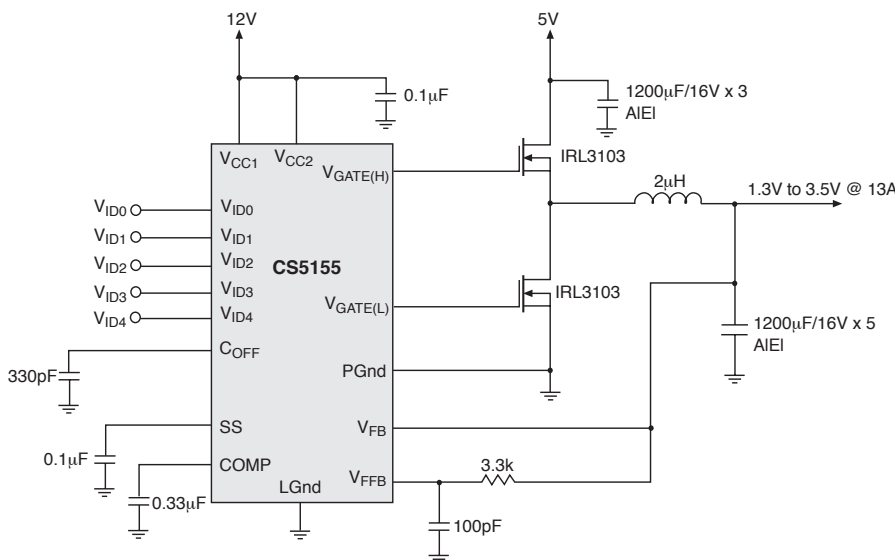 12V
5V
0.1μF
1200μF/16V x 3
AlEl
VCC1
VCC2
VGATE(H)
IRL3103
2μH
1.3V to 3.5V @ 13A
VID0
VID0
VID1
VID1
VID2
VID2
CS5155
VID3
VID3
VGATE(L)
IRL3103
VID4
VID4
1200μF/16V x 5
AlEl
COFF
330pF
PGnd
SS
VFB
0.1μF
COMP
3.3k
VFFB
0.33μF
LGnd
100pF